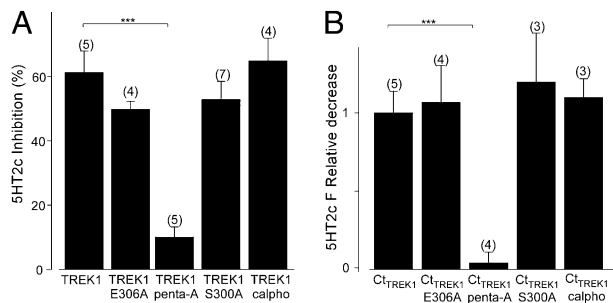 A
5HT2c Inhibition (%)
60
40
20
0
(5)
***
(4)
(5)
(7)
(4)
TREK1
TREK1 E306A
TREK1 penta-A
TREK1 S300A
TREK1 calpho
B
5HT2c F Relative decrease
1
0
(5)
***
(4)
(4)
(3)
(3)
CtTREK1
CtTREK1 E306A
CtTREK1 penta-A
CtTREK1 S300A
CtTREK1 calpho